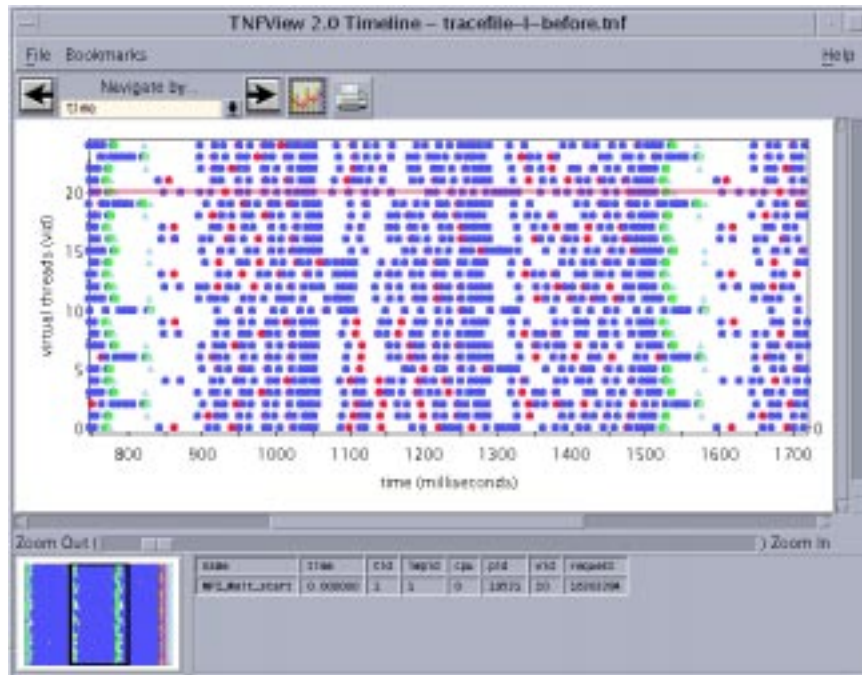 TNFView 2.0 Timeline – tracefile-l-before.tnf
File Bookmarks Help
Navigate by...
time
virtual threads (vid)
20
15
10
5
0
0
800 900 1000 1100 1200 1300 1400 1500 1600 1700
time (milliseconds)
Zoom Out ( ) Zoom In
name time tid lwpid cpu pid vid request
MPI_Wait_start 0.000000 1 1 0